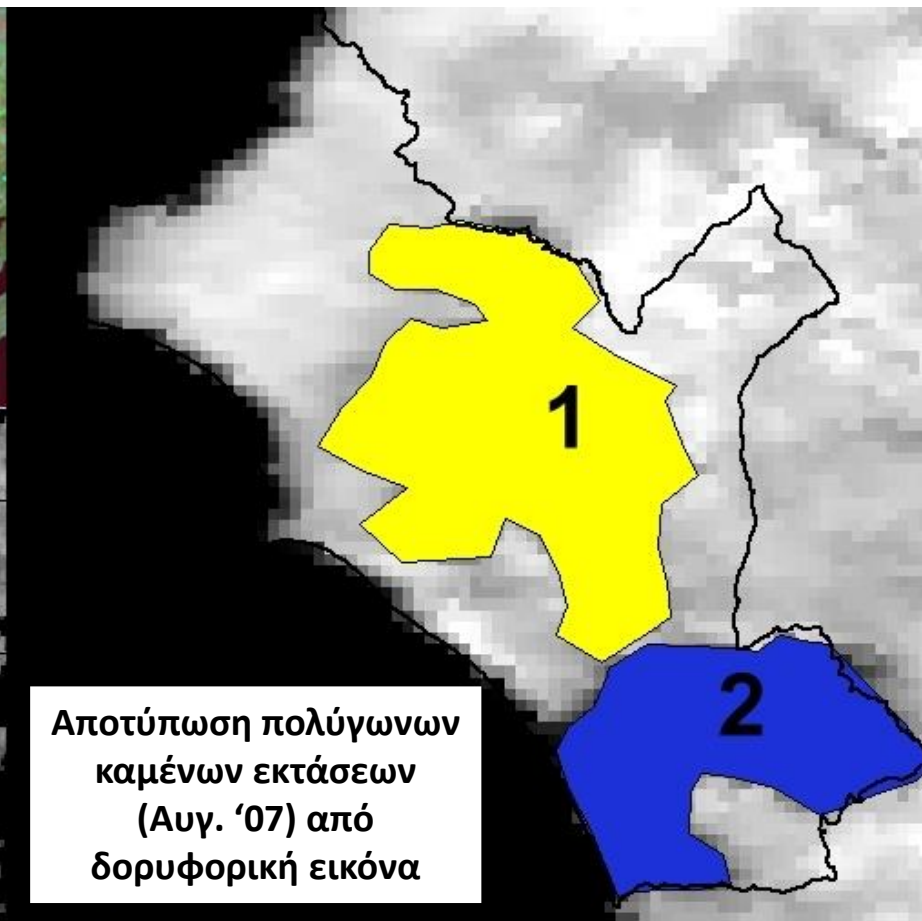 1
2
Αποτύπωση πολύγωνων
καμένων εκτάσεων
(Αυγ. ‘07) από
δορυφορική εικόνα